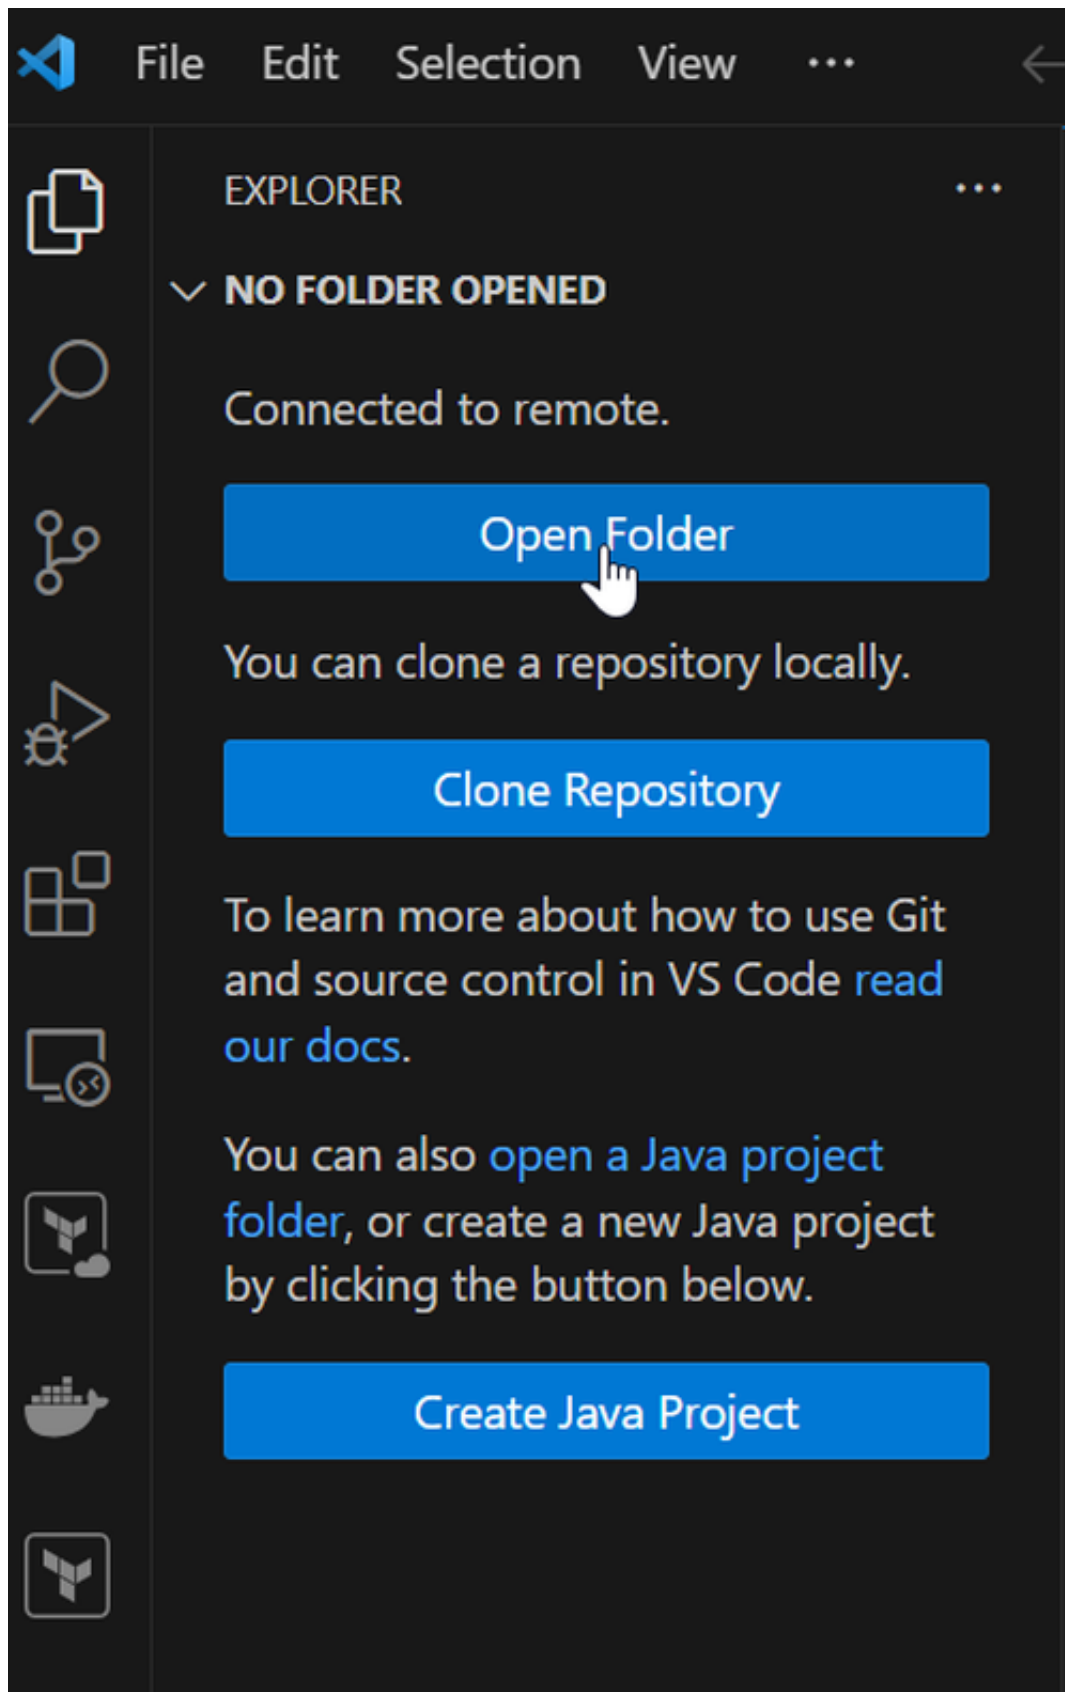 File Edit Selection View ...
EXPLORER ...
NO FOLDER OPENED
Connected to remote.
Open Folder
You can clone a repository locally.
Clone Repository
To learn more about how to use Git
and source control in VS Code read
our docs.
You can also open a Java project
folder, or create a new Java project
by clicking the button below.
Create Java Project